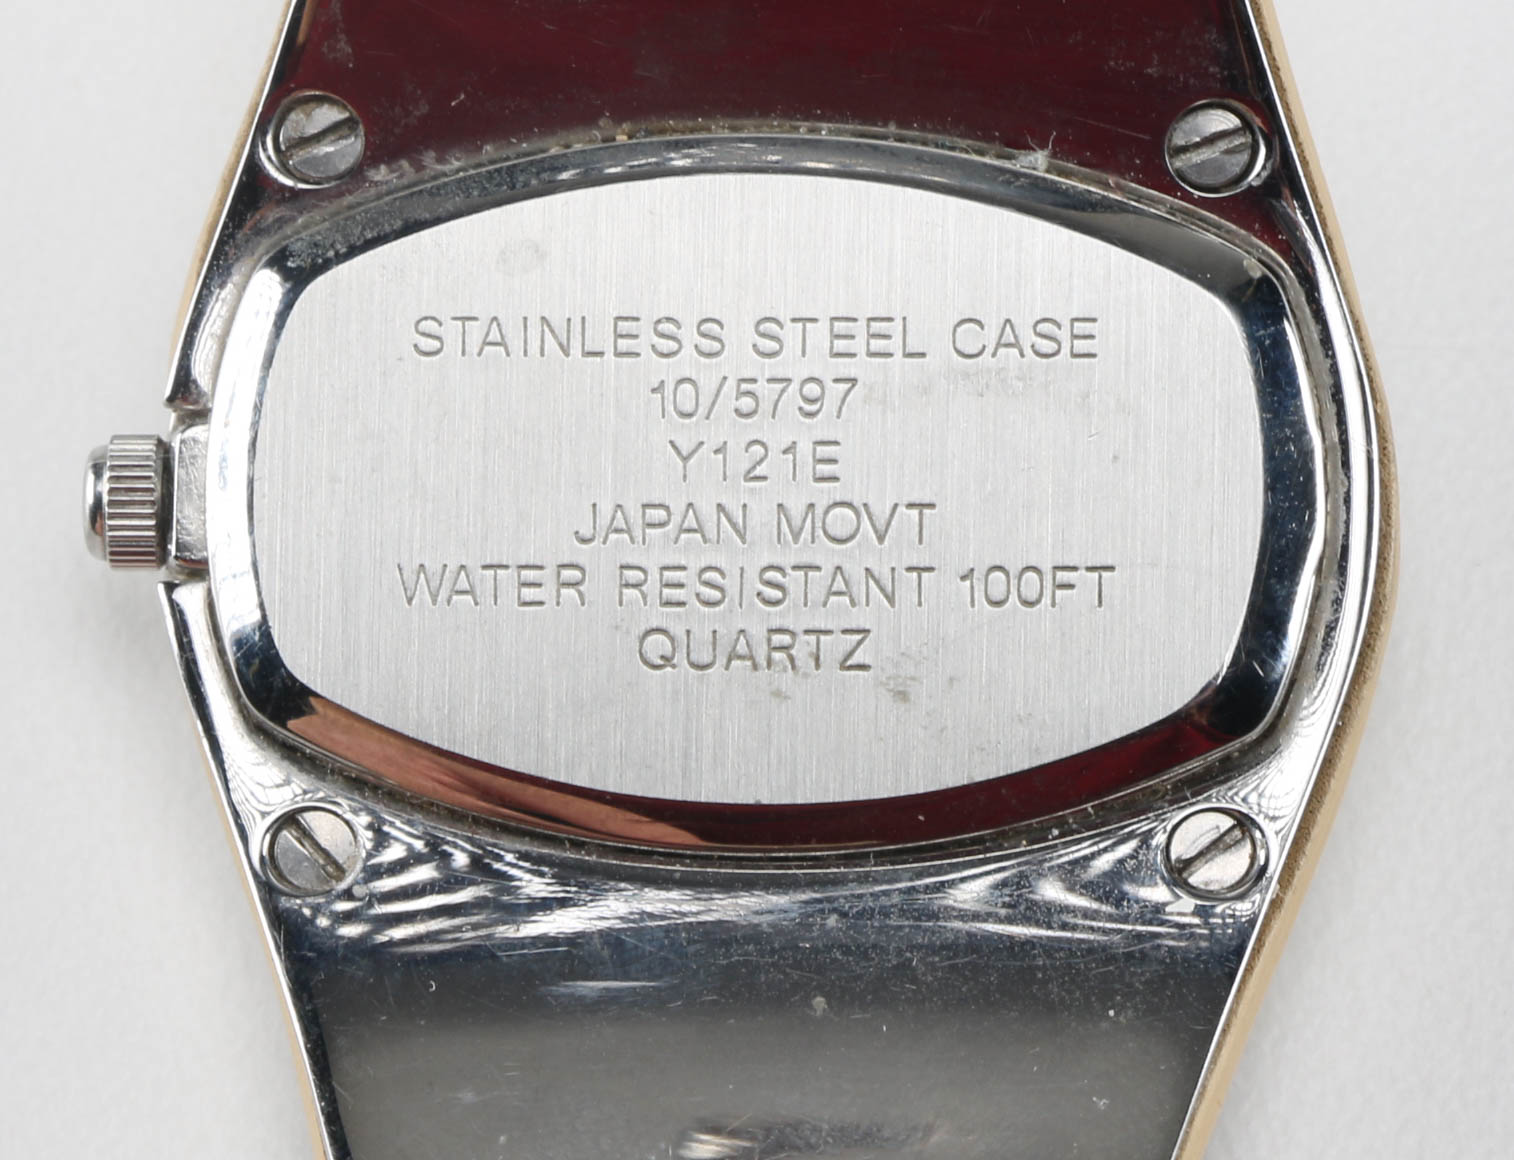 STAINLESS STEEL CASE
10/5797
Y121E
JAPAN MOVT
WATER RESISTANT 100FT
QUARTZ